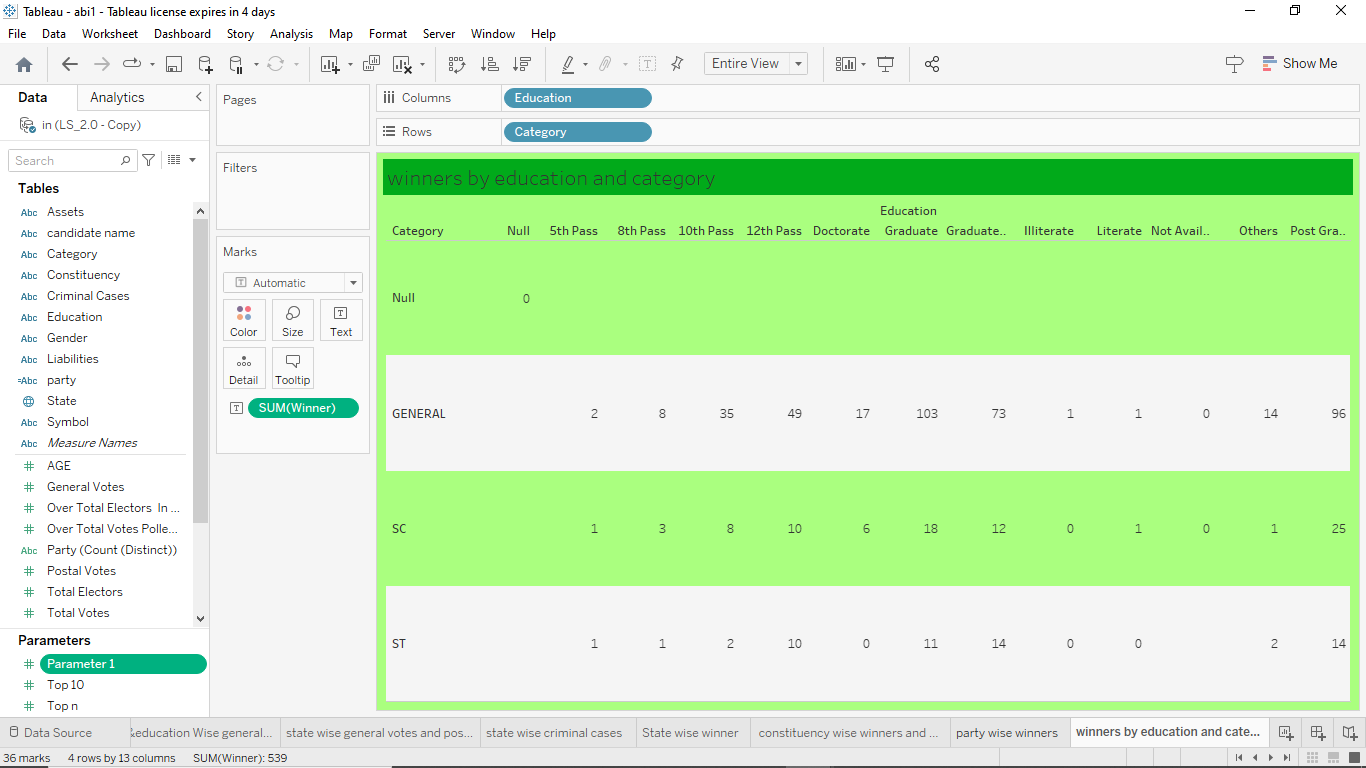 Tableau - abi1 - Tableau license expires in 4 days
File Data Worksheet Dashboard Story Analysis Map Format Server Window Help
Entire View
Show Me
Data Analytics
in (LS_2.0 - Copy)
Search
Tables
Abc Assets
Abc candidate name
Abc Category
Abc Constituency
Abc Criminal Cases
Abc Education
Abc Gender
Abc Liabilities
=Abc party
State
Abc Symbol
Abc Measure Names
# AGE
# General Votes
# Over Total Electors In ...
# Over Total Votes Polle...
Abc Party (Count (Distinct))
# Postal Votes
# Total Electors
# Total Votes
Parameters
# Parameter 1
# Top 10
# Top n
Pages
Filters
Marks
T Automatic
Color Size Text
Detail Tooltip
T SUM(Winner)
Columns Education
Rows Category
winners by education and category
Education
Category Null 5th Pass 8th Pass 10th Pass 12th Pass Doctorate Graduate Graduate.. Illiterate Literate Not Avail.. Others Post Gra..
Null 0
GENERAL 2 8 35 49 17 103 73 1 1 0 14 96
SC 1 3 8 10 6 18 12 0 1 0 1 25
ST 1 1 2 10 0 11 14 0 0 2 14
Data Source &education Wise general... state wise general votes and pos... state wise criminal cases State wise winner constituency wise winners and ... party wise winners winners by education and cate...
36 marks 4 rows by 13 columns SUM(Winner): 539